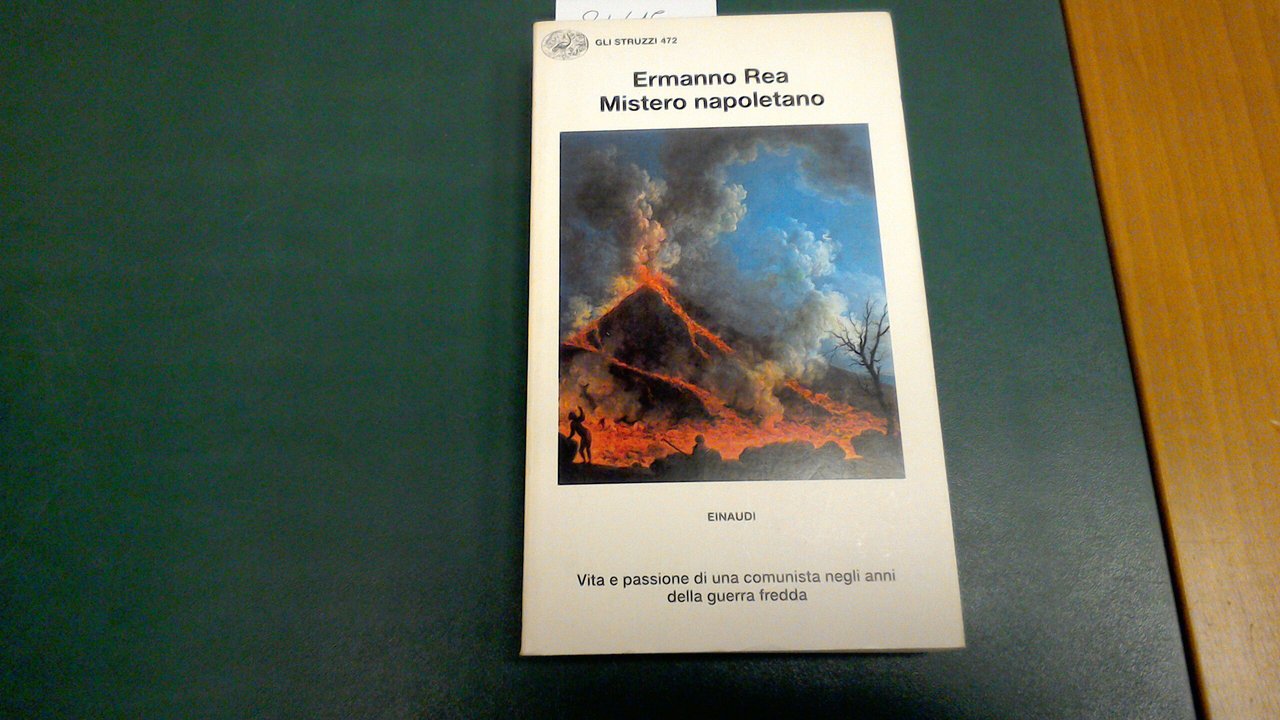 GLI STRUZZI 472
Ermanno Rea
Mistero napoletano
EINAUDI
Vita e passione di una comunista negli anni
della guerra fredda